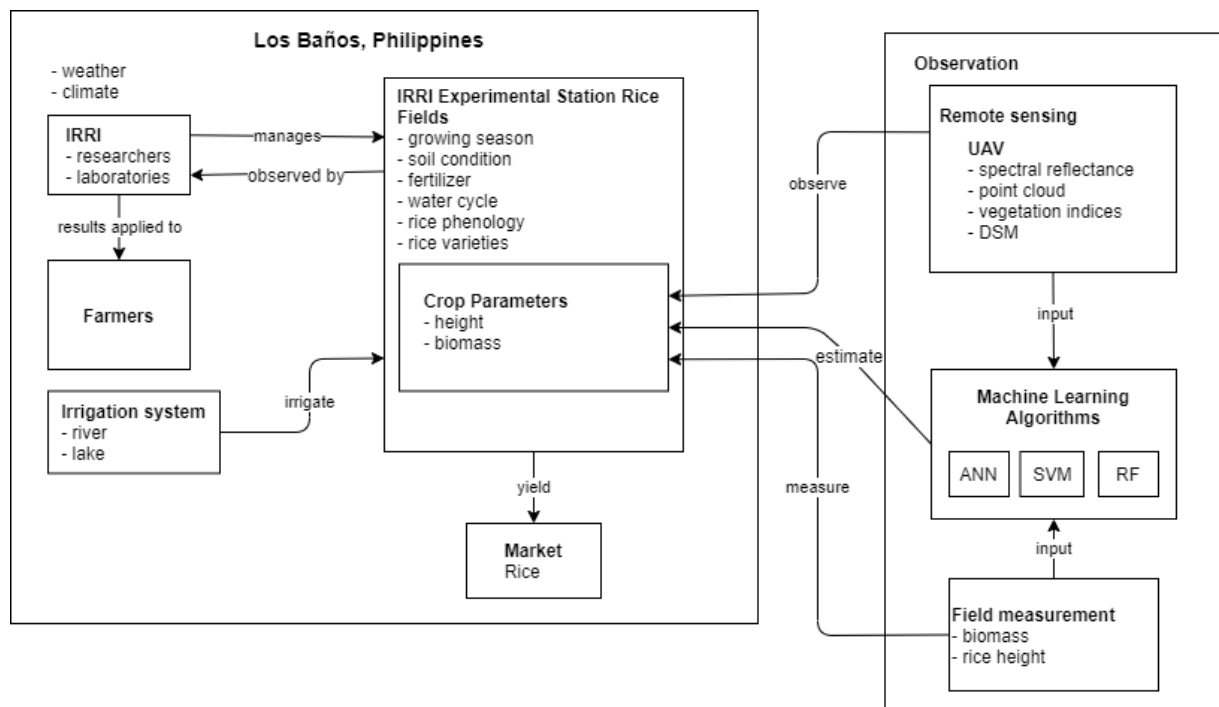 Los Baños, Philippines
- weather
- climate
IRRI
- researchers
- laboratories
manages
observed by
results applied to
Farmers
Irrigation system
- river
- lake
irrigate
IRRI Experimental Station Rice
Fields
- growing season
- soil condition
- fertilizer
- water cycle
- rice phenology
- rice varieties
Crop Parameters
- height
- biomass
yield
Market
Rice
observe
estimate
measure
Observation
Remote sensing
UAV
- spectral reflectance
- point cloud
- vegetation indices
- DSM
input
Machine Learning
Algorithms
ANN
SVM
RF
input
Field measurement
- biomass
- rice height